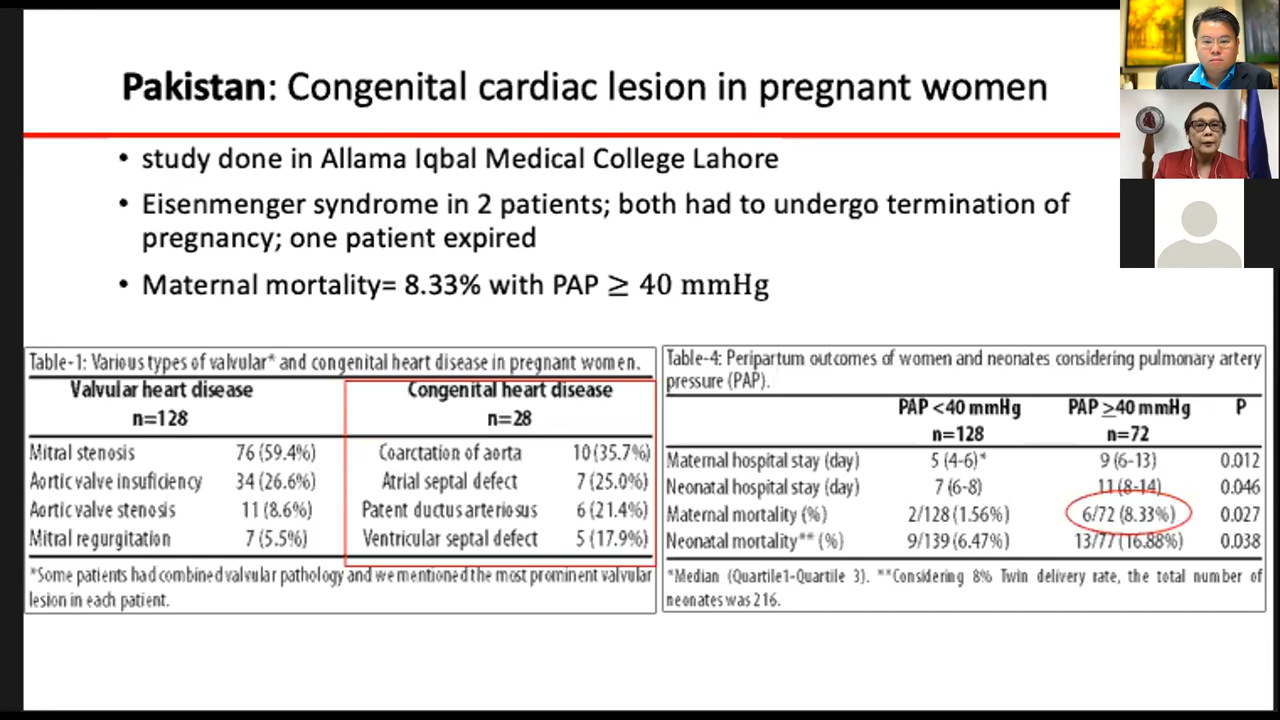 Pakistan: Congenital cardiac lesion in pregnant women
• study done in Allama Iqbal Medical College Lahore
• Eisenmenger syndrome in 2 patients; both had to undergo termination of
pregnancy; one patient expired
• Maternal mortality= 8.33% with PAP ≥ 40 mmHg
Table-1: Various types of valvular* and congenital heart disease in pregnant women.
Valvular heart disease Congenital heart disease
n=128 n=28
Mitral stenosis 76 (59.4%) Coarctation of aorta 10 (35.7%)
Aortic valve insuficiency 34 (26.6%) Atrial septal defect 7 (25.0%)
Aortic valve stenosis 11 (8.6%) Patent ductus arteriosus 6 (21.4%)
Mitral regurgitation 7 (5.5%) Ventricular septal defect 5 (17.9%)
*Some patients had combined valvular pathology and we mentioned the most prominent valvular
lesion in each patient.
Table-4: Peripartum outcomes of women and neonates considering pulmonary artery
pressure (PAP).
PAP <40 mmHg PAP ≥40 mmHg P
n=128 n=72
Maternal hospital stay (day) 5 (4-6)* 9 (6-13) 0.012
Neonatal hospital stay (day) 7 (6-8) 11 (8-14) 0.046
Maternal mortality (%) 2/128 (1.56%) 6/72 (8.33%) 0.027
Neonatal mortality** (%) 9/139 (6.47%) 13/77 (16.88%) 0.038
*Median (Quartile1-Quartile 3). **Considering 8% Twin delivery rate, the total number of
neonates was 216.